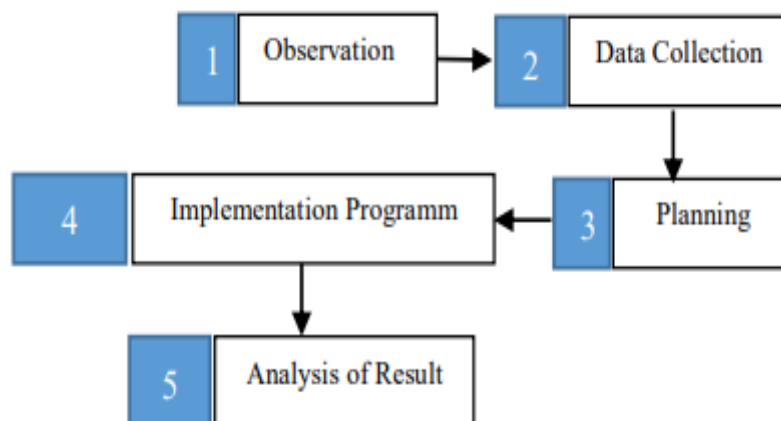 1 Observation
2 Data Collection
3 Planning
4 Implementation Programm
5 Analysis of Result